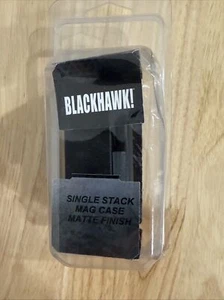 BLACKHAWK!
SINGLE STACK
MAG CASE
MATTE FINISH